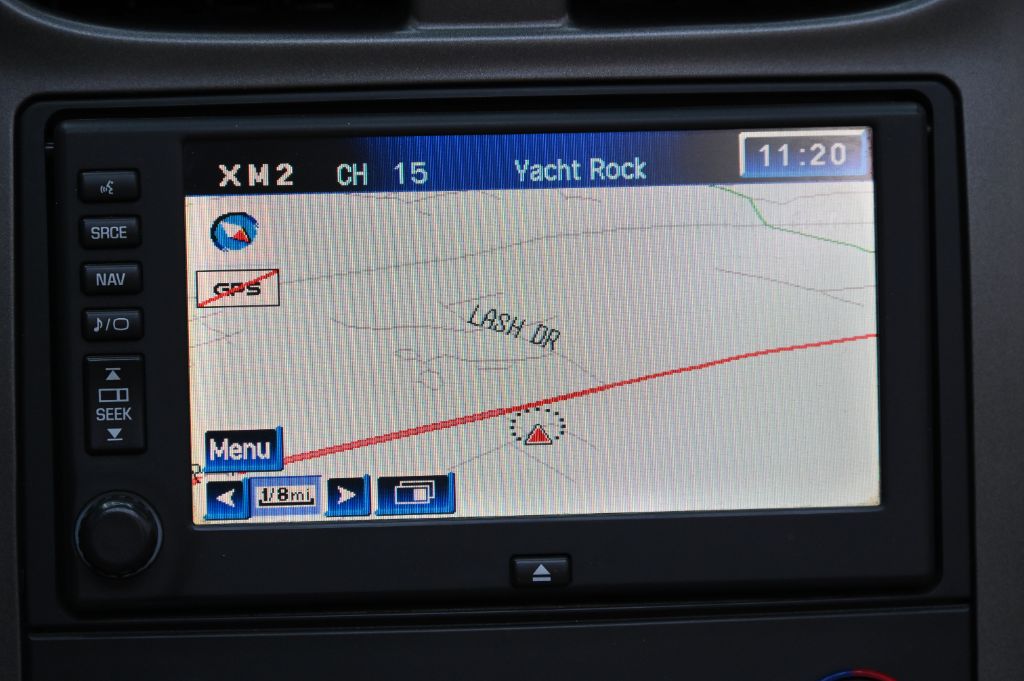 XM2 CH 15 Yacht Rock 11:20
SRCE
GPS
NAV
LASH DR
SEEK
Menu
1/8mi